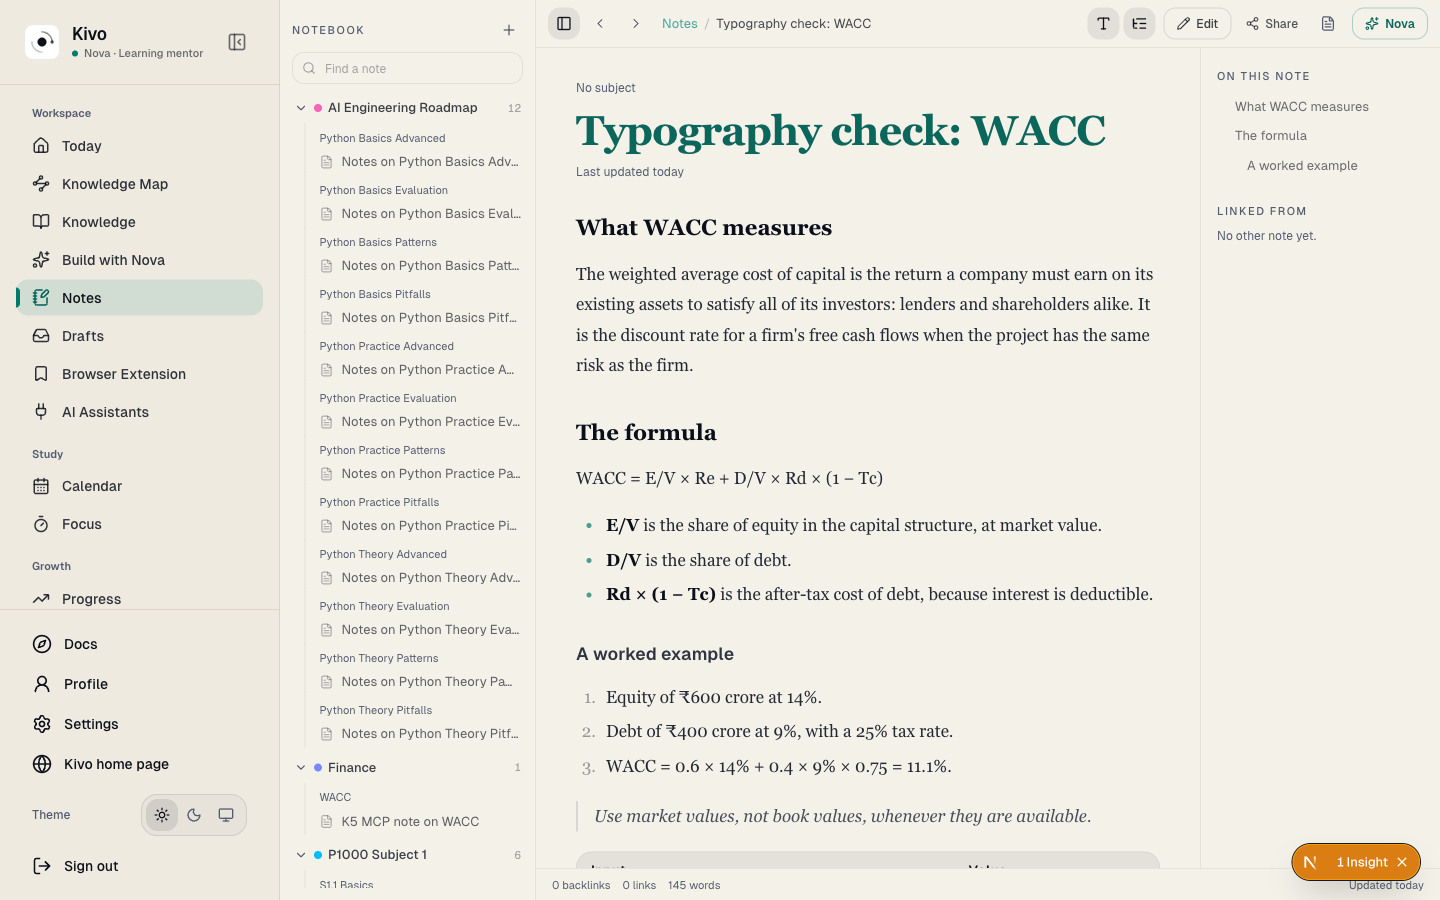 Kivo
Nova · Learning mentor
Workspace
Today
Knowledge Map
Knowledge
Build with Nova
Notes
Drafts
Browser Extension
AI Assistants
Study
Calendar
Focus
Growth
Progress
Docs
Profile
Settings
Kivo home page
Theme
Sign out
NOTEBOOK
Find a note
AI Engineering Roadmap 12
Python Basics Advanced
Notes on Python Basics Adv...
Python Basics Evaluation
Notes on Python Basics Eval...
Python Basics Patterns
Notes on Python Basics Patt...
Python Basics Pitfalls
Notes on Python Basics Pitf...
Python Practice Advanced
Notes on Python Practice A...
Python Practice Evaluation
Notes on Python Practice Ev...
Python Practice Patterns
Notes on Python Practice Pa...
Python Practice Pitfalls
Notes on Python Practice Pi...
Python Theory Advanced
Notes on Python Theory Adv...
Python Theory Evaluation
Notes on Python Theory Eva...
Python Theory Patterns
Notes on Python Theory Pa...
Python Theory Pitfalls
Notes on Python Theory Pitf...
Finance 1
WACC
K5 MCP note on WACC
P1000 Subject 1 6
S1.1 Basics
Notes / Typography check: WACC
Edit
Share
Nova
No subject
Typography check: WACC
Last updated today
What WACC measures
The weighted average cost of capital is the return a company must earn on its
existing assets to satisfy all of its investors: lenders and shareholders alike. It
is the discount rate for a firm's free cash flows when the project has the same
risk as the firm.
The formula
WACC = E/V × Re + D/V × Rd × (1 – Tc)
• E/V is the share of equity in the capital structure, at market value.
• D/V is the share of debt.
• Rd × (1 – Tc) is the after-tax cost of debt, because interest is deductible.
A worked example
1. Equity of ₹600 crore at 14%.
2. Debt of ₹400 crore at 9%, with a 25% tax rate.
3. WACC = 0.6 × 14% + 0.4 × 9% × 0.75 = 11.1%.
Use market values, not book values, whenever they are available.
Input Value
0 backlinks 0 links 145 words
ON THIS NOTE
What WACC measures
The formula
A worked example
LINKED FROM
No other note yet.
N 1 Insight
Updated today